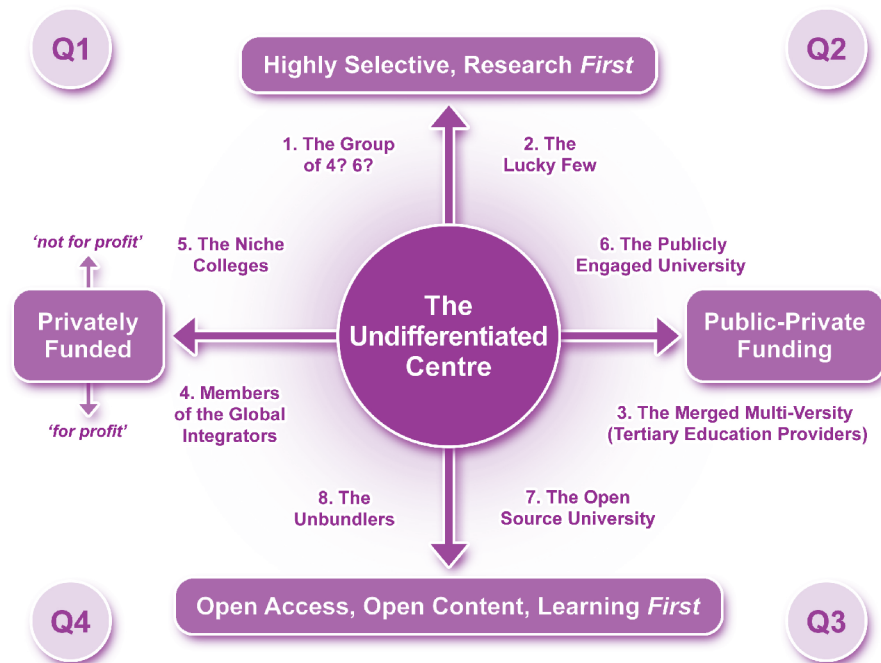 Q1
Q2
Highly Selective, Research First
1. The Group
of 4? 6?
2. The
Lucky Few
'not for profit'
5. The Niche
Colleges
6. The Publicly
Engaged University
Privately
Funded
The
Undifferentiated
Centre
Public-Private
Funding
4. Members
of the Global
Integrators
3. The Merged Multi-Versity
(Tertiary Education Providers)
'for profit'
8. The
Unbundlers
7. The Open
Source University
Open Access, Open Content, Learning First
Q4
Q3